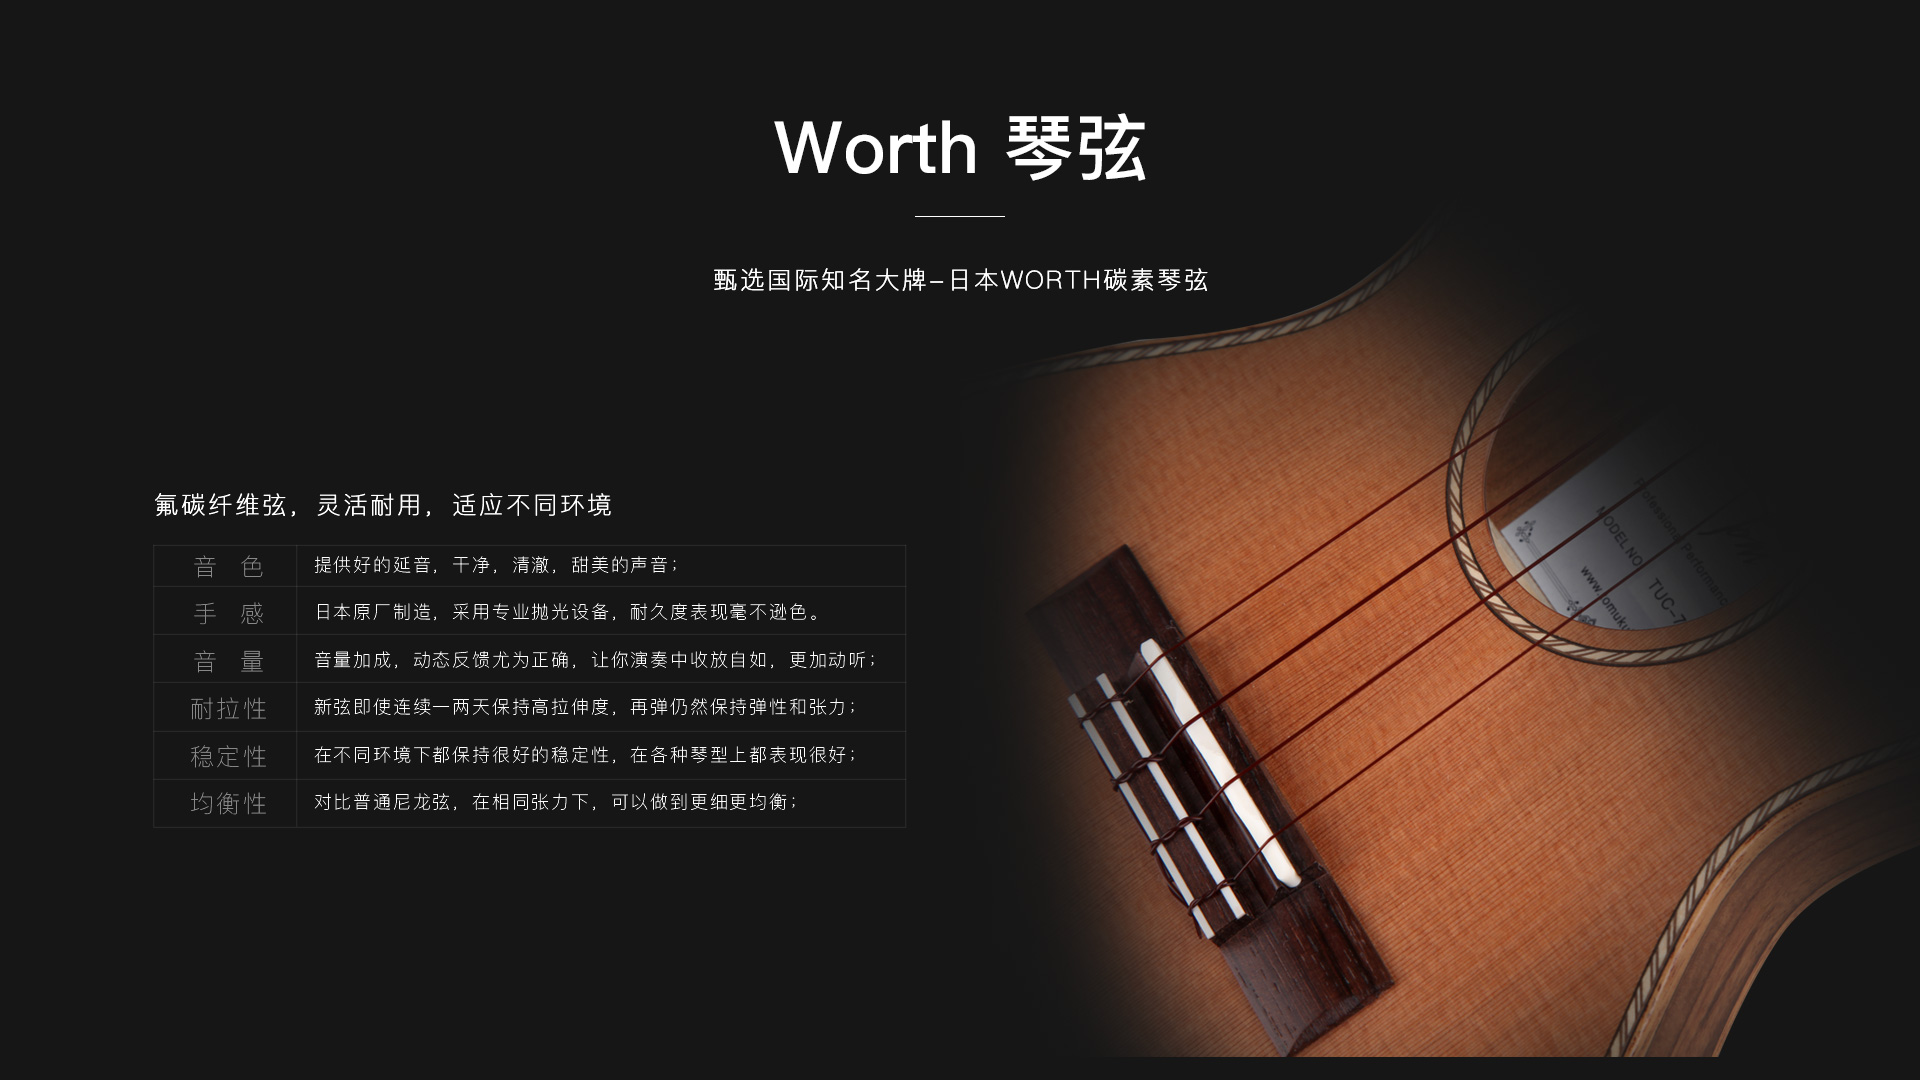 Worth 琴弦
甄选国际知名大牌-日本WORTH碳素琴弦
氟碳纤维弦，灵活耐用，适应不同环境
音 色 提供好的延音，干净，清澈，甜美的声音；
手 感 日本原厂制造，采用专业抛光设备，耐久度表现毫不逊色。
音 量 音量加成，动态反馈尤为正确，让你演奏中收放自如，更加动听；
耐拉性 新弦即使连续一两天保持高拉伸度，再弹仍然保持弹性和张力；
稳定性 在不同环境下都保持很好的稳定性，在各种琴型上都表现很好；
均衡性 对比普通尼龙弦，在相同张力下，可以做到更细更均衡；
Professional Performance
MODEL NO.
TUC-7